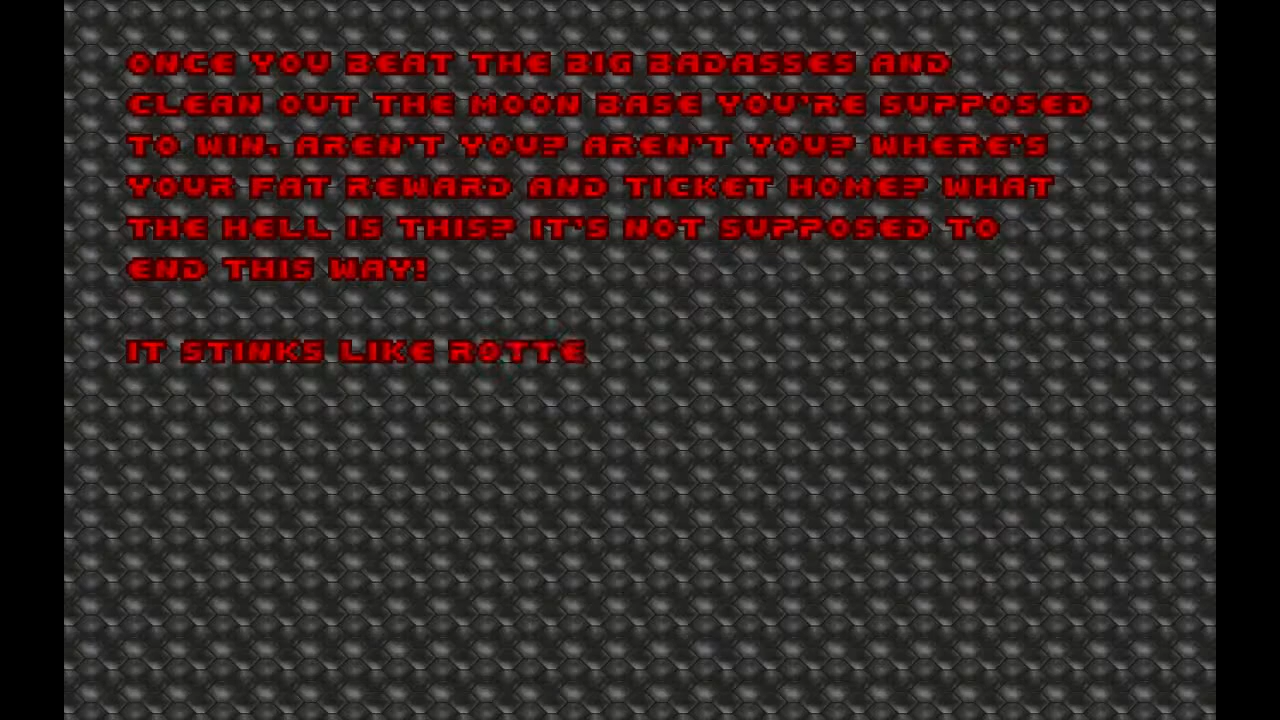 ONCE YOU BEAT THE BIG BADASSES AND
CLEAN OUT THE MOON BASE YOU'RE SUPPOSED
TO WIN, AREN'T YOU? AREN'T YOU? WHERE'S
YOUR FAT REWARD AND TICKET HOME? WHAT
THE HELL IS THIS? IT'S NOT SUPPOSED TO
END THIS WAY!
IT STINKS LIKE ROTTE